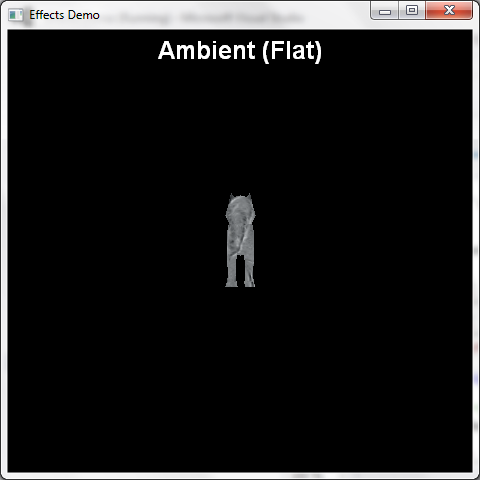 Effects Demo
Ambient (Flat)